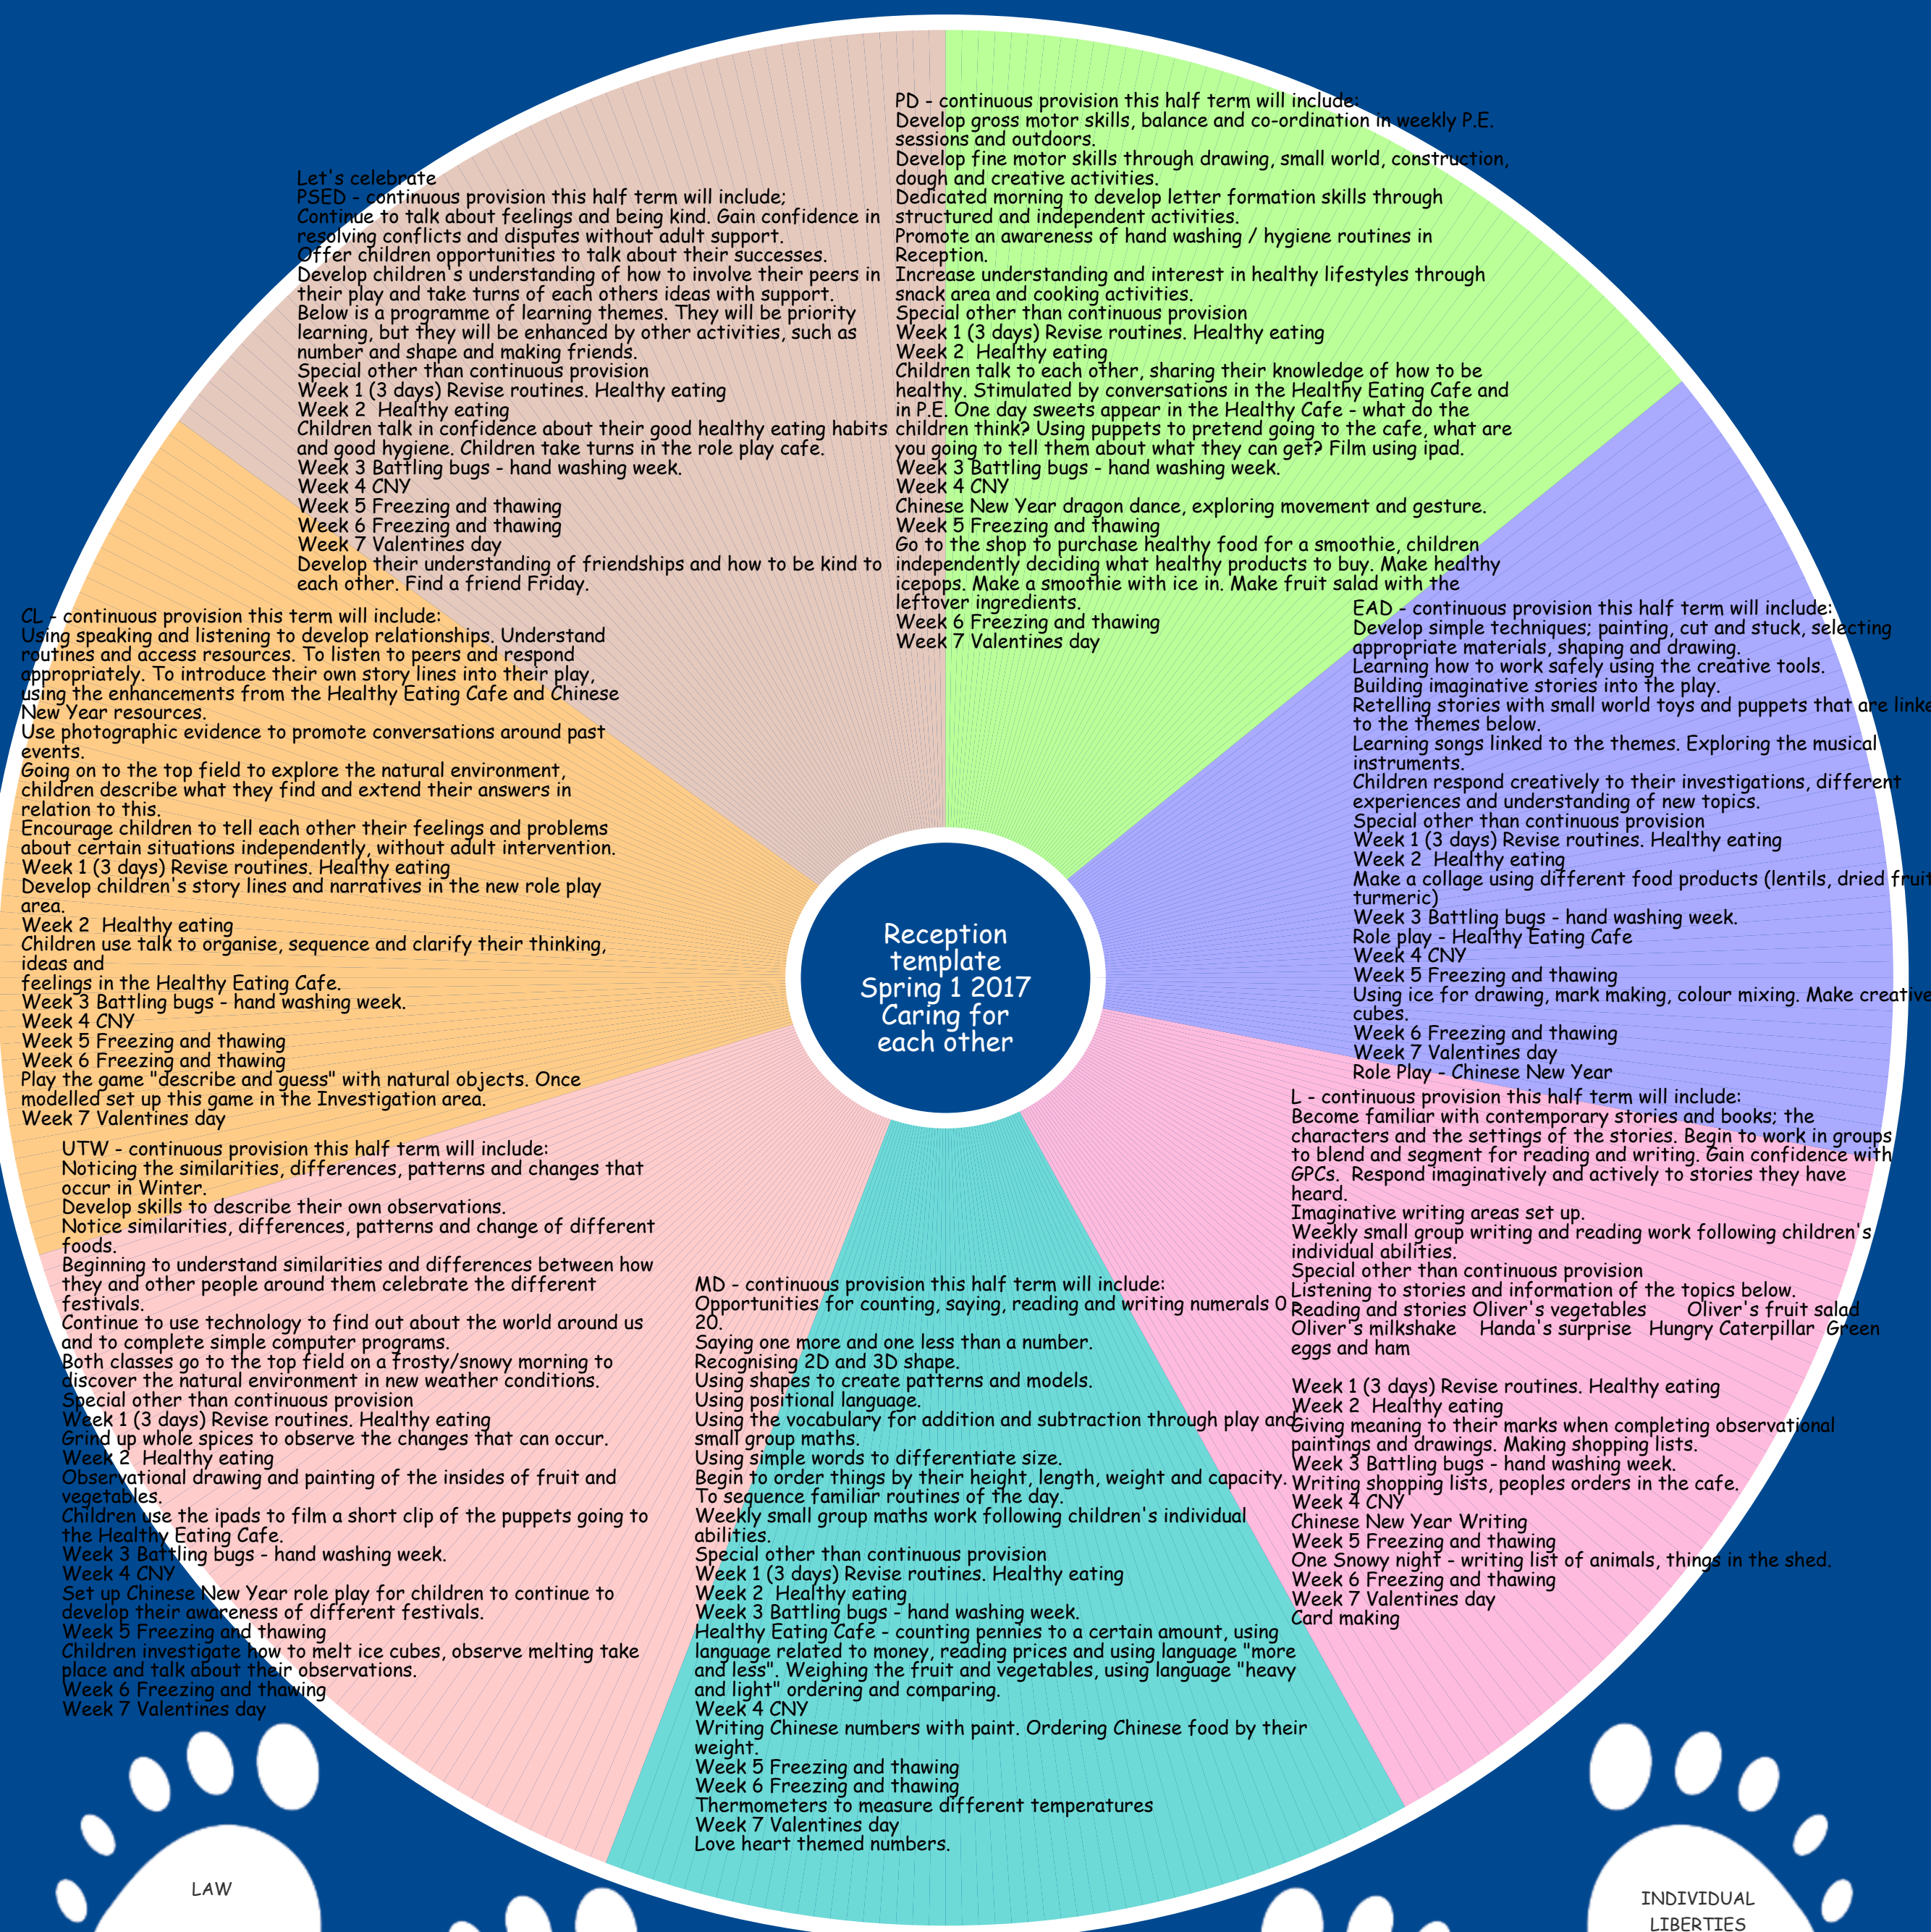 Let's celebrate
PSED - continuous provision this half term will include;
Continue to talk about feelings and being kind. Gain confidence in
resolving conflicts and disputes without adult support.
Offer children opportunities to talk about their successes.
Develop children's understanding of how to involve their peers in
their play and take turns of each others ideas with support.
Below is a programme of learning themes. They will be priority
learning, but they will be enhanced by other activities, such as
number and shape and making friends.
Special other than continuous provision
Week 1 (3 days) Revise routines. Healthy eating
Week 2  Healthy eating
Children talk in confidence about their good healthy eating habits
and good hygiene. Children take turns in the role play cafe.
Week 3 Battling bugs - hand washing week.
Week 4 CNY
Week 5 Freezing and thawing
Week 6 Freezing and thawing
Week 7 Valentines day
Develop their understanding of friendships and how to be kind to
each other. Find a friend Friday.
PD - continuous provision this half term will include:
Develop gross motor skills, balance and co-ordination in weekly P.E.
sessions and outdoors.
Develop fine motor skills through drawing, small world, construction,
dough and creative activities.
Dedicated morning to develop letter formation skills through
structured and independent activities.
Promote an awareness of hand washing / hygiene routines in
Reception.
Increase understanding and interest in healthy lifestyles through
snack area and cooking activities.
Special other than continuous provision
Week 1 (3 days) Revise routines. Healthy eating
Week 2  Healthy eating
Children talk to each other, sharing their knowledge of how to be
healthy. Stimulated by conversations in the Healthy Eating Cafe and
in P.E. One day sweets appear in the Healthy Cafe - what do the
children think? Using puppets to pretend going to the cafe, what are
you going to tell them about what they can get? Film using ipad.
Week 3 Battling bugs - hand washing week.
Week 4 CNY
Chinese New Year dragon dance, exploring movement and gesture.
Week 5 Freezing and thawing
Go to the shop to purchase healthy food for a smoothie, children
independently deciding what healthy products to buy. Make healthy
icepops. Make a smoothie with ice in. Make fruit salad with the
leftover ingredients.
Week 6 Freezing and thawing
Week 7 Valentines day
EAD - continuous provision this half term will include:
Develop simple techniques; painting, cut and stuck, selecting
appropriate materials, shaping and drawing.
Learning how to work safely using the creative tools.
Building imaginative stories into the play.
Retelling stories with small world toys and puppets that are linke
to the themes below.
Learning songs linked to the themes. Exploring the musical
instruments.
Children respond creatively to their investigations, different
experiences and understanding of new topics.
Special other than continuous provision
Week 1 (3 days) Revise routines. Healthy eating
Week 2  Healthy eating
Make a collage using different food products (lentils, dried fruit
turmeric)
Week 3 Battling bugs - hand washing week.
Role play - Healthy Eating Cafe
Week 4 CNY
Week 5 Freezing and thawing
Using ice for drawing, mark making, colour mixing. Make creative
cubes.
Week 6 Freezing and thawing
Week 7 Valentines day
Role Play - Chinese New Year
CL - continuous provision this term will include:
Using speaking and listening to develop relationships. Understand
routines and access resources. To listen to peers and respond
appropriately. To introduce their own story lines into their play,
using the enhancements from the Healthy Eating Cafe and Chinese
New Year resources.
Use photographic evidence to promote conversations around past
events.
Going on to the top field to explore the natural environment,
children describe what they find and extend their answers in
relation to this.
Encourage children to tell each other their feelings and problems
about certain situations independently, without adult intervention.
Week 1 (3 days) Revise routines. Healthy eating
Develop children's story lines and narratives in the new role play
area.
Week 2  Healthy eating
Children use talk to organise, sequence and clarify their thinking,
ideas and
feelings in the Healthy Eating Cafe.
Week 3 Battling bugs - hand washing week.
Week 4 CNY
Week 5 Freezing and thawing
Week 6 Freezing and thawing
Play the game "describe and guess" with natural objects. Once
modelled set up this game in the Investigation area.
Week 7 Valentines day
Reception
template
Spring 1 2017
Caring for
each other
L - continuous provision this half term will include:
Become familiar with contemporary stories and books; the
characters and the settings of the stories. Begin to work in groups
to blend and segment for reading and writing. Gain confidence with
GPCs.  Respond imaginatively and actively to stories they have
heard.
Imaginative writing areas set up.
Weekly small group writing and reading work following children's
individual abilities.
Special other than continuous provision
Listening to stories and information of the topics below.
Reading and stories Oliver's vegetables      Oliver's fruit salad
Oliver's milkshake    Handa's surprise   Hungry Caterpillar  Green
eggs and ham
Week 1 (3 days) Revise routines. Healthy eating
Week 2  Healthy eating
Giving meaning to their marks when completing observational
paintings and drawings. Making shopping lists.
Week 3 Battling bugs - hand washing week.
Writing shopping lists, peoples orders in the cafe.
Week 4 CNY
Chinese New Year Writing
Week 5 Freezing and thawing
One Snowy night - writing list of animals, things in the shed.
Week 6 Freezing and thawing
Week 7 Valentines day
Card making
UTW - continuous provision this half term will include:
Noticing the similarities, differences, patterns and changes that
occur in Winter.
Develop skills to describe their own observations.
Notice similarities, differences, patterns and change of different
foods.
Beginning to understand similarities and differences between how
they and other people around them celebrate the different
festivals.
Continue to use technology to find out about the world around us
and to complete simple computer programs.
Both classes go to the top field on a frosty/snowy morning to
discover the natural environment in new weather conditions.
Special other than continuous provision
Week 1 (3 days) Revise routines. Healthy eating
Grind up whole spices to observe the changes that can occur.
Week 2  Healthy eating
Observational drawing and painting of the insides of fruit and
vegetables.
Children use the ipads to film a short clip of the puppets going to
the Healthy Eating Cafe.
Week 3 Battling bugs - hand washing week.
Week 4 CNY
Set up Chinese New Year role play for children to continue to
develop their awareness of different festivals.
Week 5 Freezing and thawing
Children investigate how to melt ice cubes, observe melting take
place and talk about their observations.
Week 6 Freezing and thawing
Week 7 Valentines day
MD - continuous provision this half term will include:
Opportunities for counting, saying, reading and writing numerals 0
20.
Saying one more and one less than a number.
Recognising 2D and 3D shape.
Using shapes to create patterns and models.
Using positional language.
Using the vocabulary for addition and subtraction through play and
small group maths.
Using simple words to differentiate size.
Begin to order things by their height, length, weight and capacity.
To sequence familiar routines of the day.
Weekly small group maths work following children's individual
abilities.
Special other than continuous provision
Week 1 (3 days) Revise routines. Healthy eating
Week 2  Healthy eating
Week 3 Battling bugs - hand washing week.
Healthy Eating Cafe - counting pennies to a certain amount, using
language related to money, reading prices and using language "more
and less". Weighing the fruit and vegetables, using language "heavy
and light" ordering and comparing.
Week 4 CNY
Writing Chinese numbers with paint. Ordering Chinese food by their
weight.
Week 5 Freezing and thawing
Week 6 Freezing and thawing
Thermometers to measure different temperatures
Week 7 Valentines day
Love heart themed numbers.
LAW
INDIVIDUAL
LIBERTIES